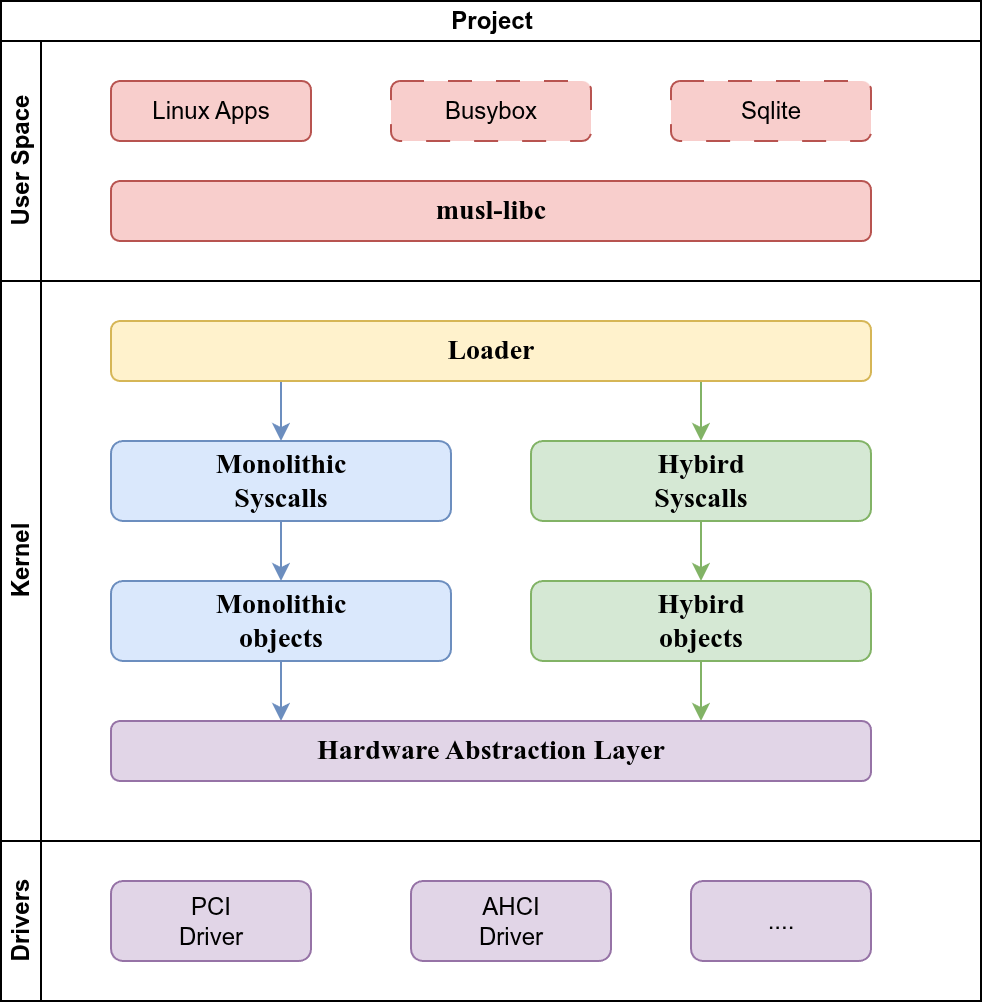 Project
User Space
Linux Apps
Busybox
Sqlite
musl-libc
Kernel
Loader
Monolithic
Syscalls
Hybird
Syscalls
Monolithic
objects
Hybird
objects
Hardware Abstraction Layer
Drivers
PCI
Driver
AHCI
Driver
....